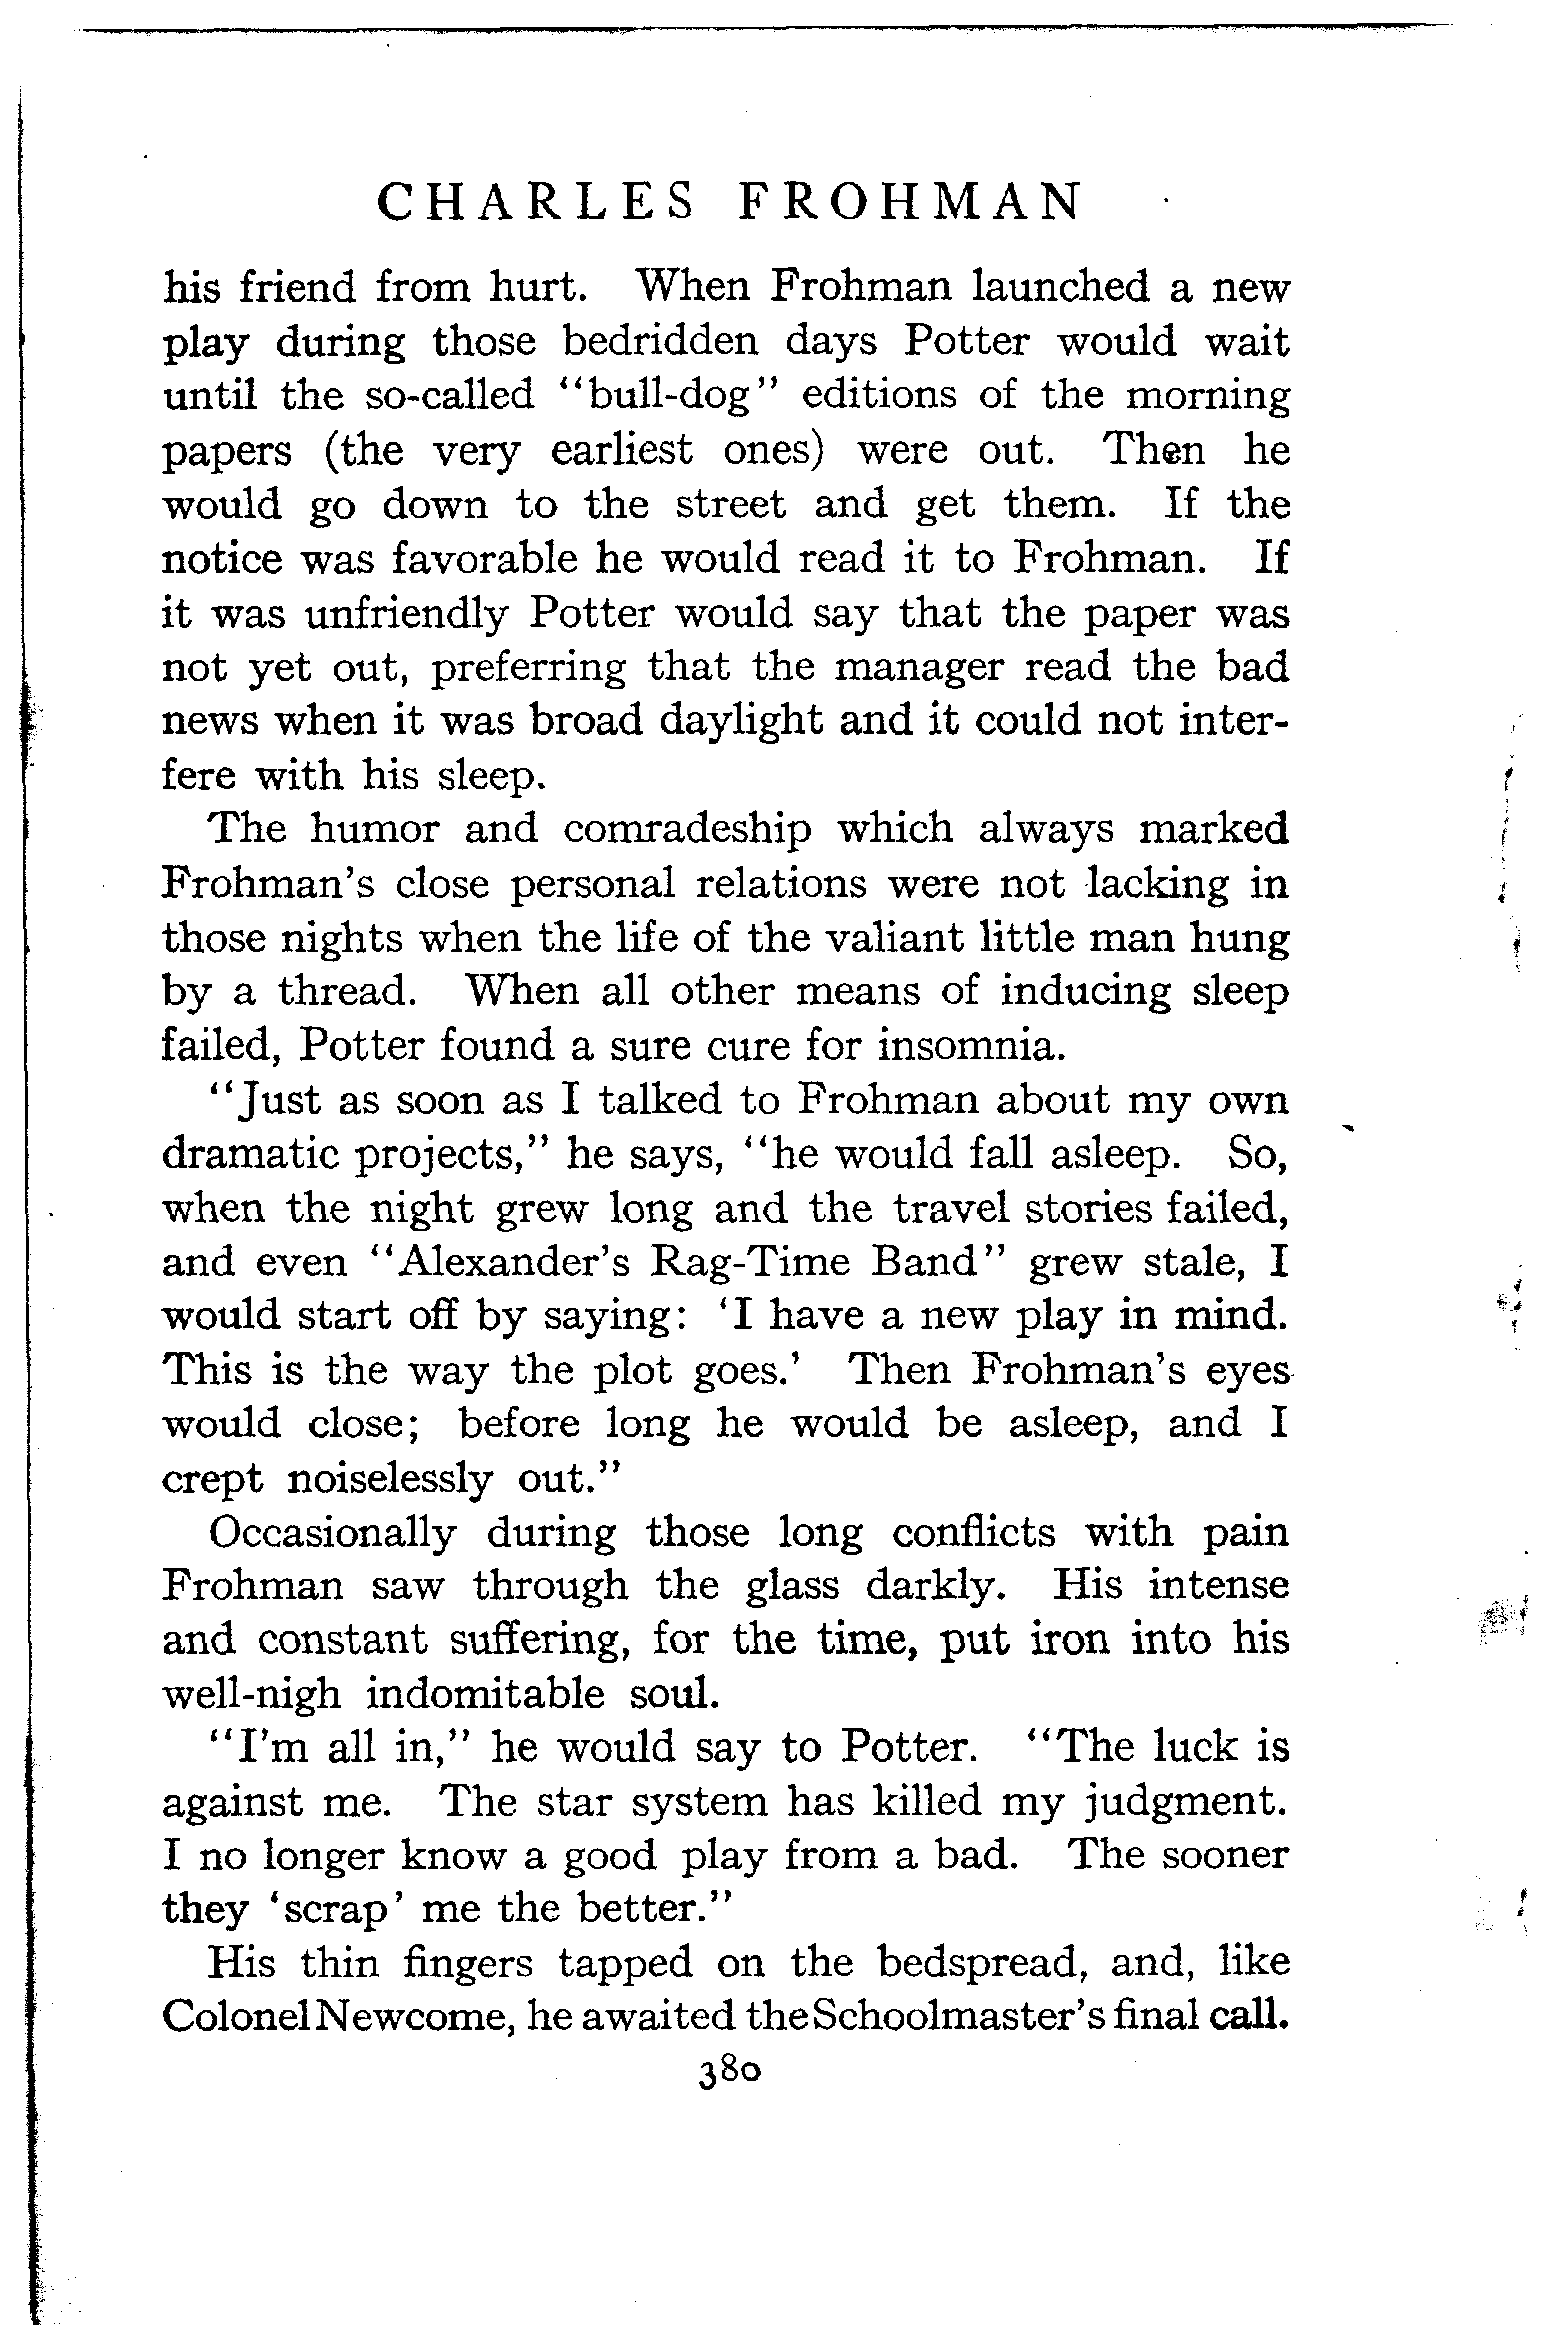 CHARLES FROHMAN
his friend from hurt. When Frohman launched a new
play during those bedridden days Potter would wait
until the so-called "bull-dog" editions of the morning
papers (the very earliest ones) were out. Then he
would go down to the street and get them. If the
notice was favorable he would read it to Frohman. If
it was unfriendly Potter would say that the paper was
not yet out, preferring that the manager read the bad
news when it was broad daylight and it could not inter-
fere with his sleep.
The humor and comradeship which always marked
Frohman's close personal relations were not lacking in
those nights when the life of the valiant little man hung
by a thread. When all other means of inducing sleep
failed, Potter found a sure cure for insomnia.
"Just as soon as I talked to Frohman about my own
dramatic projects," he says, "he would fall asleep. So,
when the night grew long and the travel stories failed,
and even "Alexander's Rag-Time Band" grew stale, I
would start off by saying: 'I have a new play in mind.
This is the way the plot goes.' Then Frohman's eyes
would close; before long he would be asleep, and I
crept noiselessly out."
Occasionally during those long conflicts with pain
Frohman saw through the glass darkly. His intense
and constant suffering, for the time, put iron into his
well-nigh indomitable soul.
"I'm all in," he would say to Potter. "The luck is
against me. The star system has killed my judgment.
I no longer know a good play from a bad. The sooner
they 'scrap' me the better."
His thin fingers tapped on the bedspread, and, like
Colonel Newcome, he awaited the Schoolmaster's final call.
380